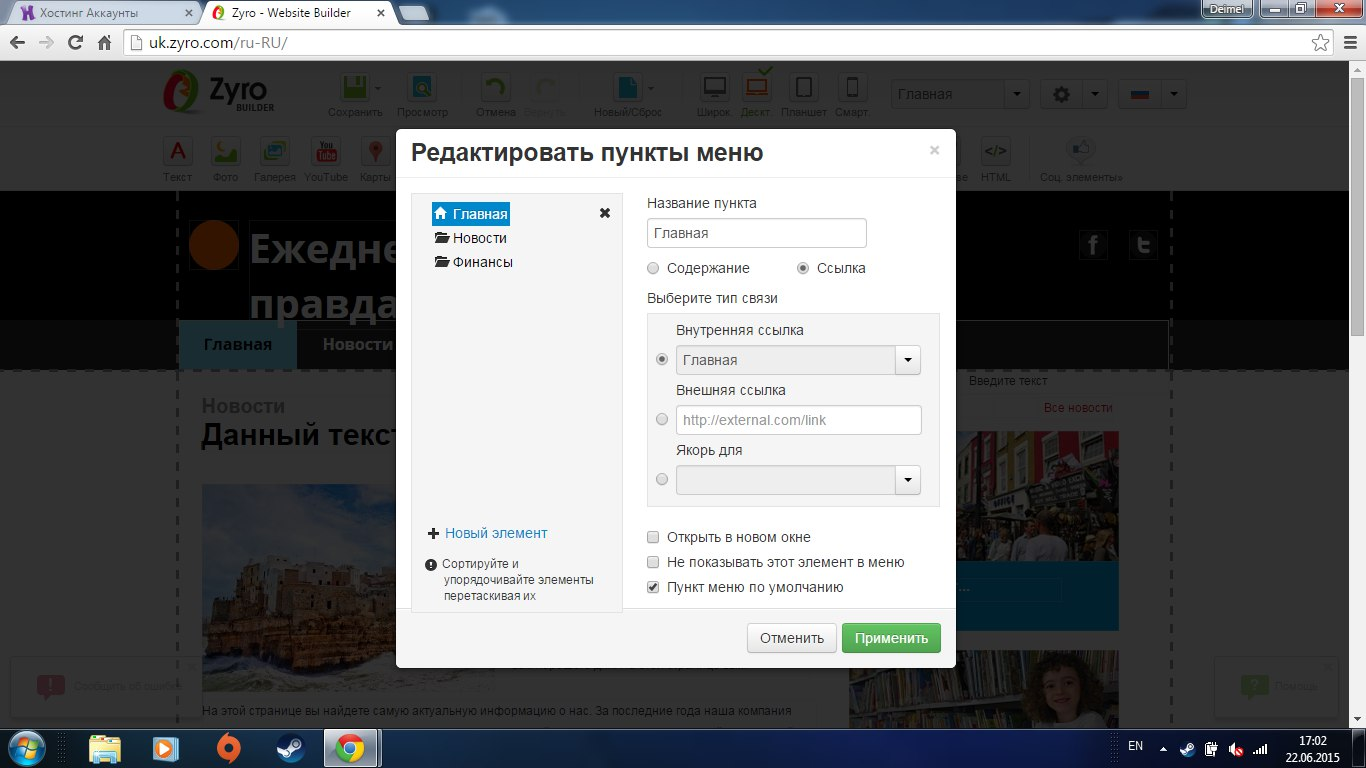 Хостинг Аккаунты
Zyro - Website Builder
Deimel
uk.zyro.com/ru-RU/
Zyro
BUILDER
Сохранить
Просмотр
Отмена
Вернуть
Новый/Сброс
Широк.
Дескт.
Планшет
Смарт.
Главная
Текст
Фото
Галерея
YouTube
Карты
HTML
Соц. элементы»
Редактировать пункты меню
Главная
Новости
Финансы
Новый элемент
Сортируйте и
упорядочивайте элементы
перетаскивая их
Название пункта
Главная
Содержание
Ссылка
Выберите тип связи
Внутренняя ссылка
Главная
Внешняя ссылка
http://external.com/link
Якорь для
Открыть в новом окне
Не показывать этот элемент в меню
Пункт меню по умолчанию
Отменить
Применить
Ежедне
правда
Главная
Новости
Введите текст
Новости
Все новости
Данный текст
Сообщить об ошибке
Помощь
На этой странице вы найдете самую актуальную информацию о нас. За последние года наша компания
EN
17:02
22.06.2015